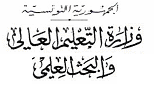 الجمهورية التونسية
وزارة التعليم العالي
والبحث العلمي